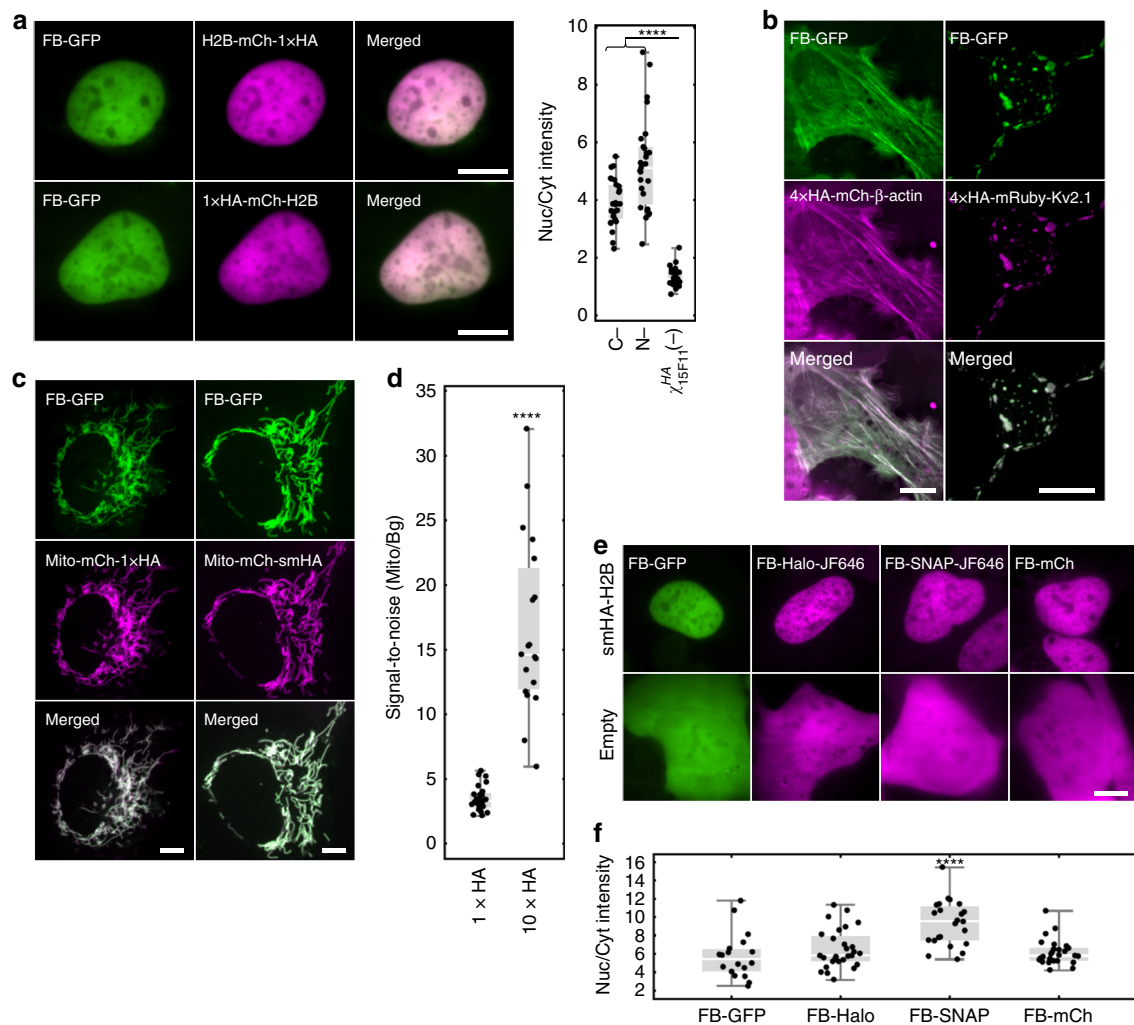 a
FB-GFP
H2B-mCh-1×HA
Merged
FB-GFP
1×HA-mCh-H2B
Merged
10
8
6
4
2
0
Nuc/Cyt intensity
****
C–
N–
χ^HA_15F11 (–)
b
FB-GFP
FB-GFP
4×HA-mCh-β-actin
4×HA-mRuby-Kv2.1
Merged
Merged
c
FB-GFP
FB-GFP
Mito-mCh-1×HA
Mito-mCh-smHA
Merged
Merged
d
35
30
25
20
15
10
5
0
Signal-to-noise (Mito/Bg)
****
1 × HA
10 × HA
e
FB-GFP
FB-Halo-JF646
FB-SNAP-JF646
FB-mCh
smHA-H2B
Empty
f
16
14
12
10
8
6
4
2
Nuc/Cyt intensity
****
FB-GFP
FB-Halo
FB-SNAP
FB-mCh